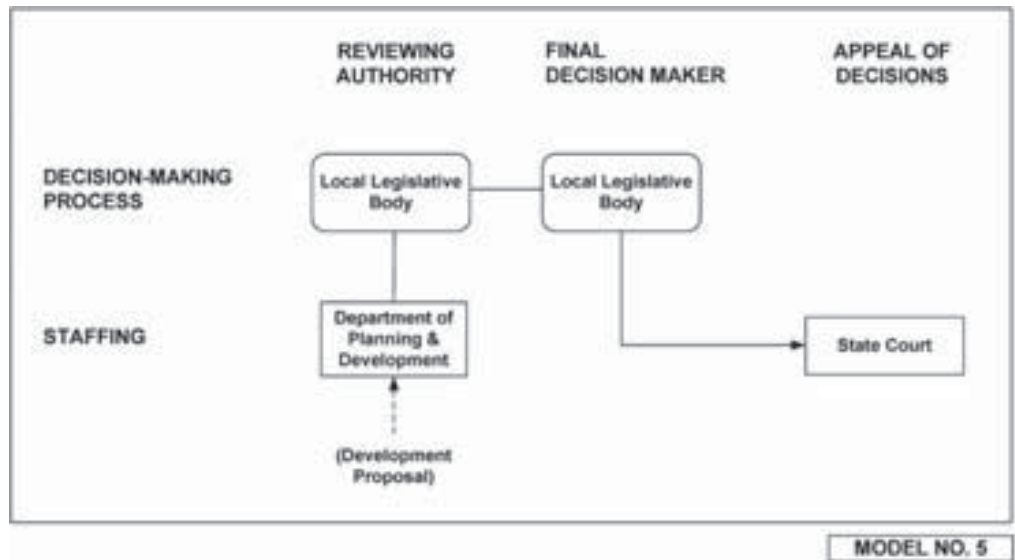 REVIEWING
AUTHORITY
FINAL
DECISION MAKER
APPEAL OF
DECISIONS
DECISION-MAKING
PROCESS
Local Legislative
Body
Local Legislative
Body
STAFFING
Department of
Planning &
Development
State Court
(Development
Proposal)
MODEL NO. 5